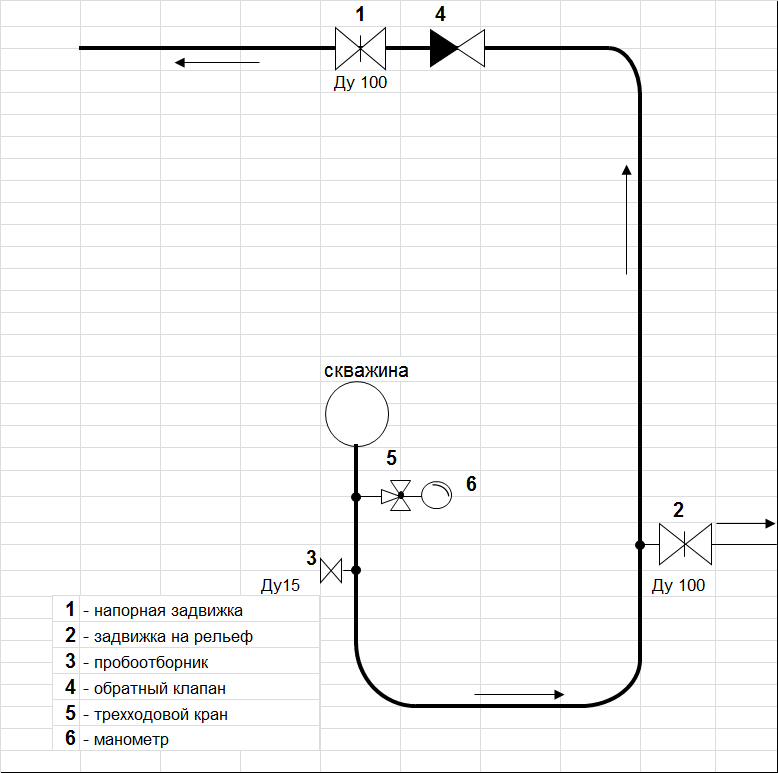 1
4
Ду 100
скважина
5
6
2
3
Ду15
Ду 100
1 - напорная задвижка
2 - задвижка на рельеф
3 - пробоотборник
4 - обратный клапан
5 - трехходовой кран
6 - манометр